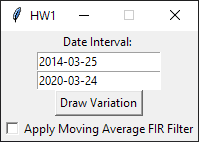 HW1
Date Interval:
2014-03-25
2020-03-24
Draw Variation
Apply Moving Average FIR Filter